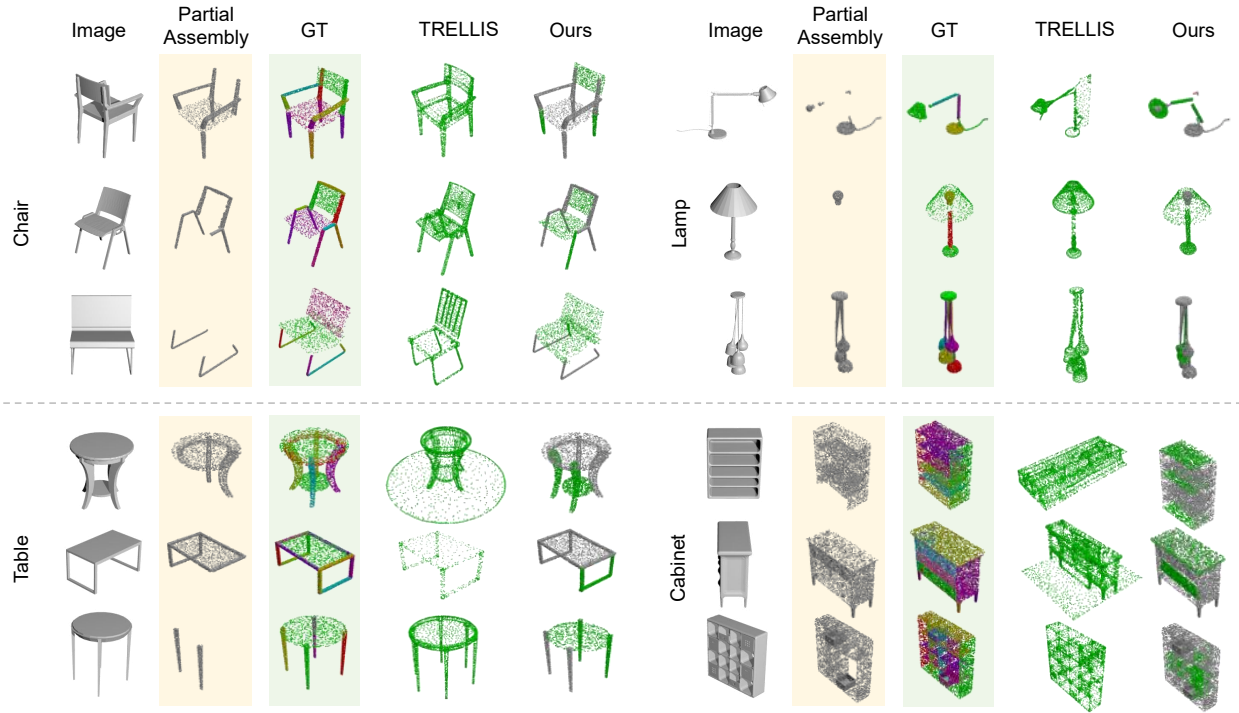 Image Partial Assembly GT TRELLIS Ours Image Partial Assembly GT TRELLIS Ours
Chair
Lamp
Table
Cabinet